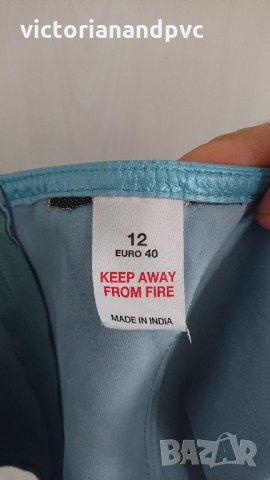 victorianandpvc
12
EURO 40
KEEP AWAY
FROM FIRE
MADE IN INDIA
BAZAR